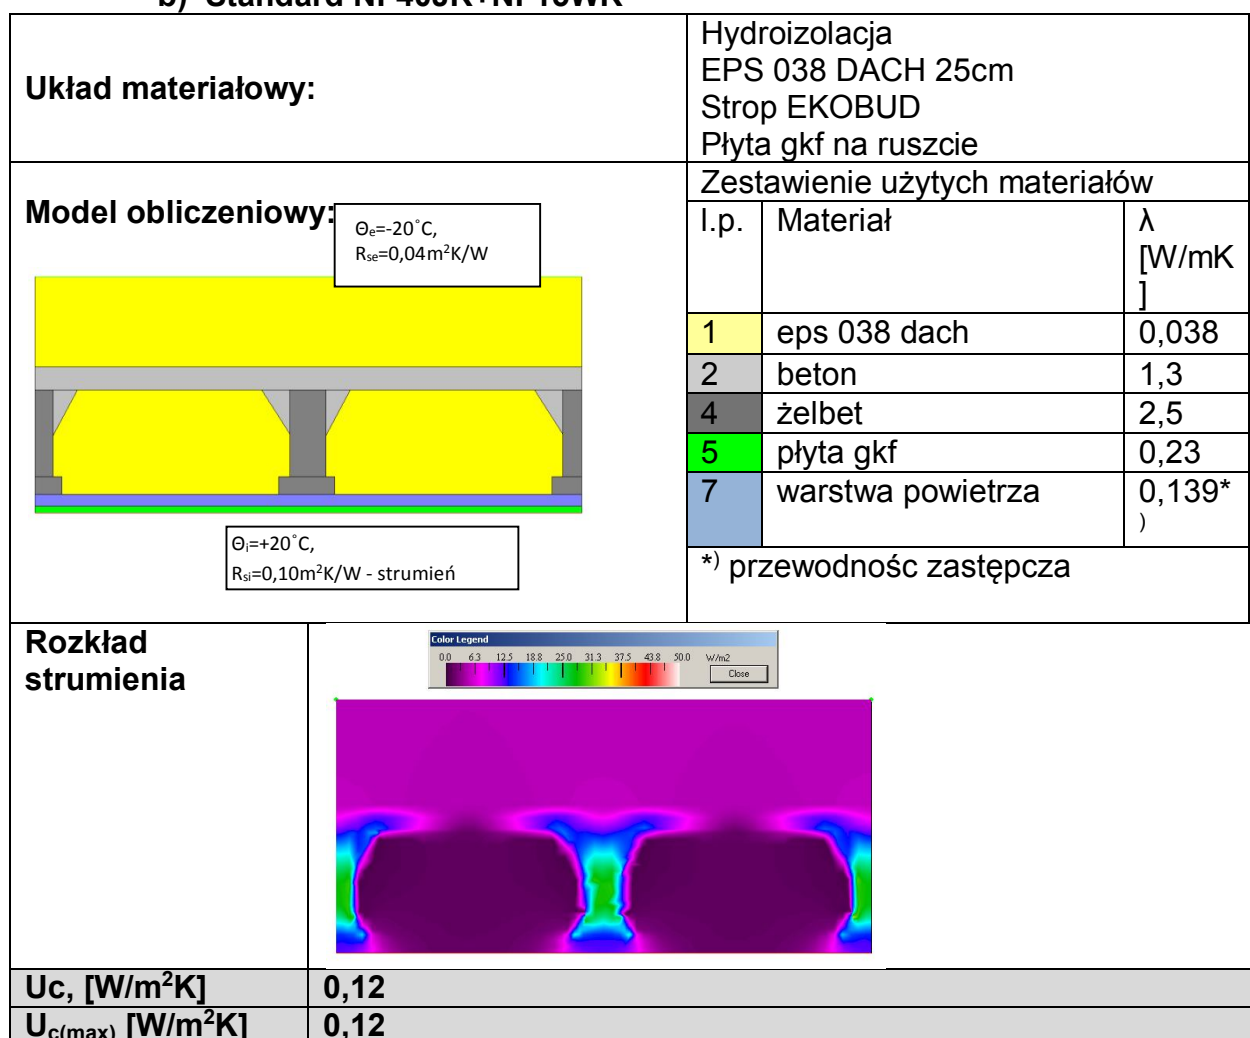 b) Standard NF40JK+NF15WK
Układ materiałowy:
Hydroizolacja
EPS 038 DACH 25cm
Strop EKOBUD
Płyta gkf na ruszcie
Model obliczeniowy:
Θe=-20˚C,
Rse=0,04m²K/W
Θi=+20˚C,
Rsi=0,10m²K/W - strumień
Zestawienie użytych materiałów
l.p. Materiał λ
[W/mK
]
1 eps 038 dach 0,038
2 beton 1,3
4 żelbet 2,5
5 płyta gkf 0,23
7 warstwa powietrza 0,139*
)
*) przewodnośc zastępcza
Rozkład
strumienia
Color Legend
0.0 6.3 12.5 18.8 25.0 31.3 37.5 43.8 50.0 W/m2
Close
Uc, [W/m²K] 0,12
Uc(max) [W/m²K] 0,12